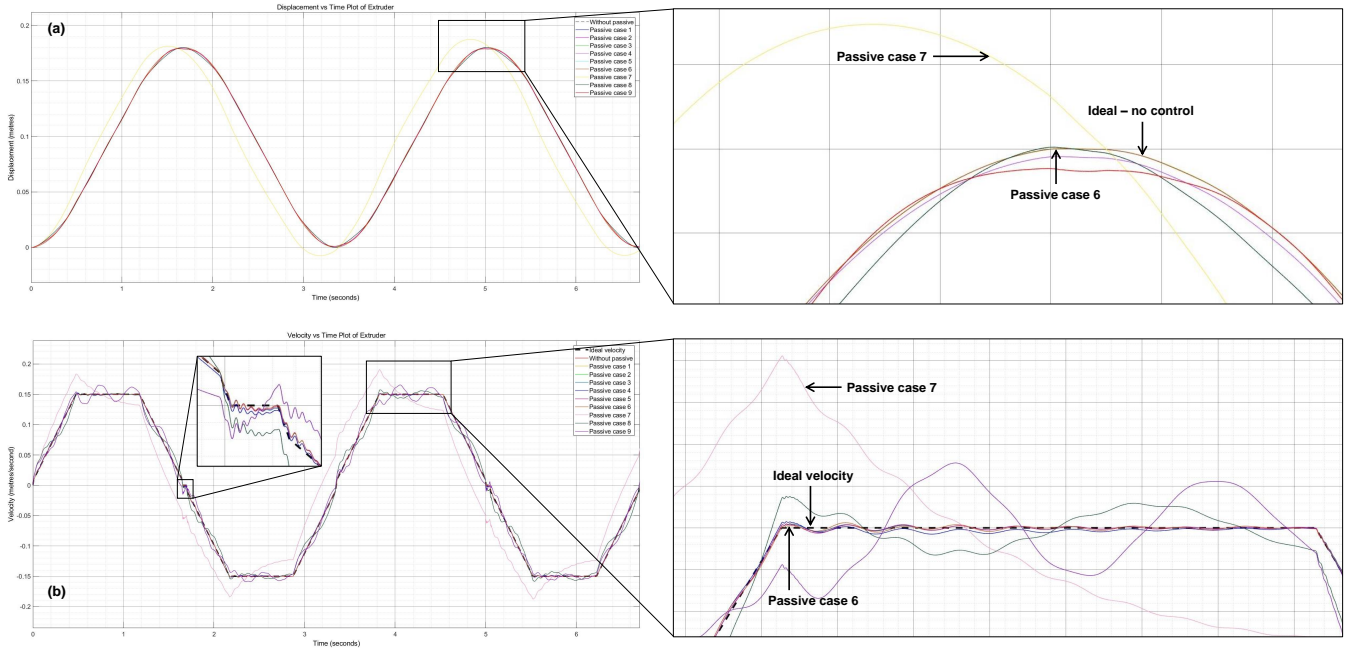 Displacement vs Time Plot of Extruder
(a)
0.2
0.15
0.1
0.05
0
Displacement (metres)
0 1 2 3 4 5 6
Time (seconds)
Without passive
Passive case 1
Passive case 2
Passive case 3
Passive case 4
Passive case 5
Passive case 6
Passive case 7
Passive case 8
Passive case 9
Passive case 7
Ideal – no control
Passive case 6
Velocity vs Time Plot of Extruder
0.2
0.15
0.1
0.05
0
-0.05
-0.1
-0.15
-0.2
Velocity (metres/second)
(b)
0 1 2 3 4 5 6
Time (seconds)
Ideal velocity
Without passive
Passive case 1
Passive case 2
Passive case 3
Passive case 4
Passive case 5
Passive case 6
Passive case 7
Passive case 8
Passive case 9
Passive case 7
Ideal velocity
Passive case 6